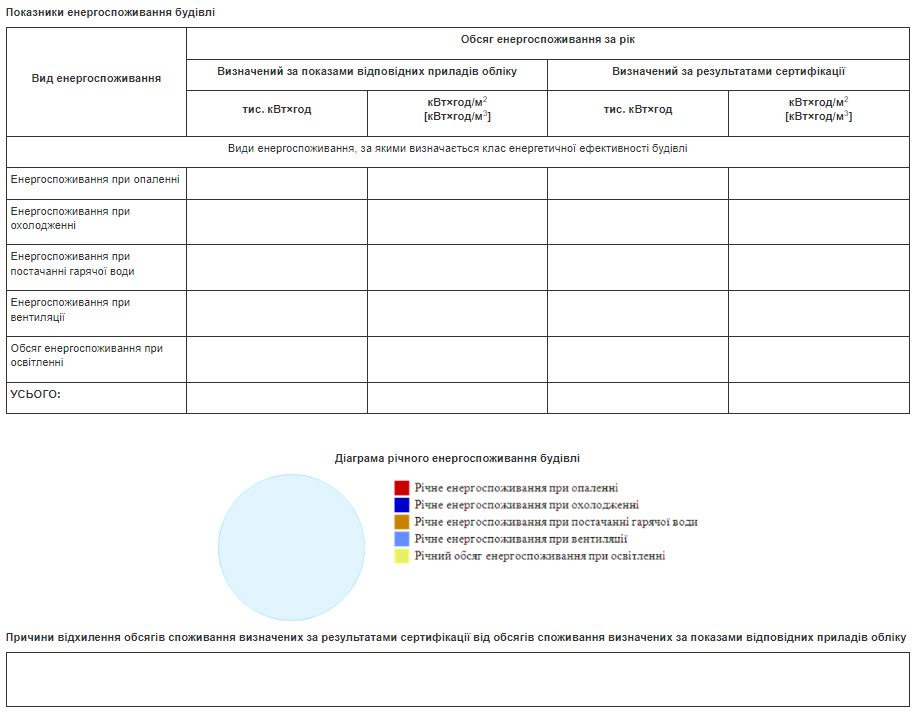 Показники енергоспоживання будівлі
Вид енергоспоживання
Обсяг енергоспоживання за рік
Визначений за показами відповідних приладів обліку
Визначений за результатами сертифікації
тис. кВт×год
кВт×год/м²
[кВт×год/м³]
тис. кВт×год
кВт×год/м²
[кВт×год/м³]
Види енергоспоживання, за якими визначається клас енергетичної ефективності будівлі
Енергоспоживання при опаленні
Енергоспоживання при
охолодженні
Енергоспоживання при
постачанні гарячої води
Енергоспоживання при
вентиляції
Обсяг енергоспоживання при
освітленні
УСЬОГО:
Діаграма річного енергоспоживання будівлі
Річне енергоспоживання при опаленні
Річне енергоспоживання при охолодженні
Річне енергоспоживання при постачанні гарячої води
Річне енергоспоживання при вентиляції
Річний обсяг енергоспоживання при освітленні
Причини відхилення обсягів споживання визначених за результатами сертифікації від обсягів споживання визначених за показами відповідних приладів обліку